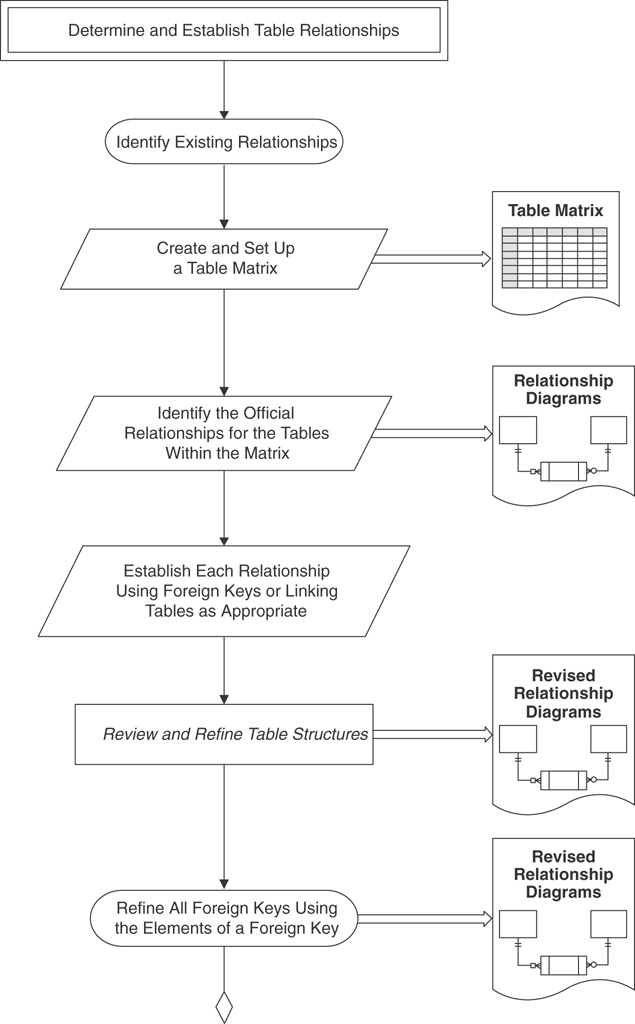 Determine and Establish Table Relationships
Identify Existing Relationships
Create and Set Up
a Table Matrix
Table Matrix
Identify the Official
Relationships for the Tables
Within the Matrix
Relationship
Diagrams
Establish Each Relationship
Using Foreign Keys or Linking
Tables as Appropriate
Review and Refine Table Structures
Revised
Relationship
Diagrams
Refine All Foreign Keys Using
the Elements of a Foreign Key
Revised
Relationship
Diagrams